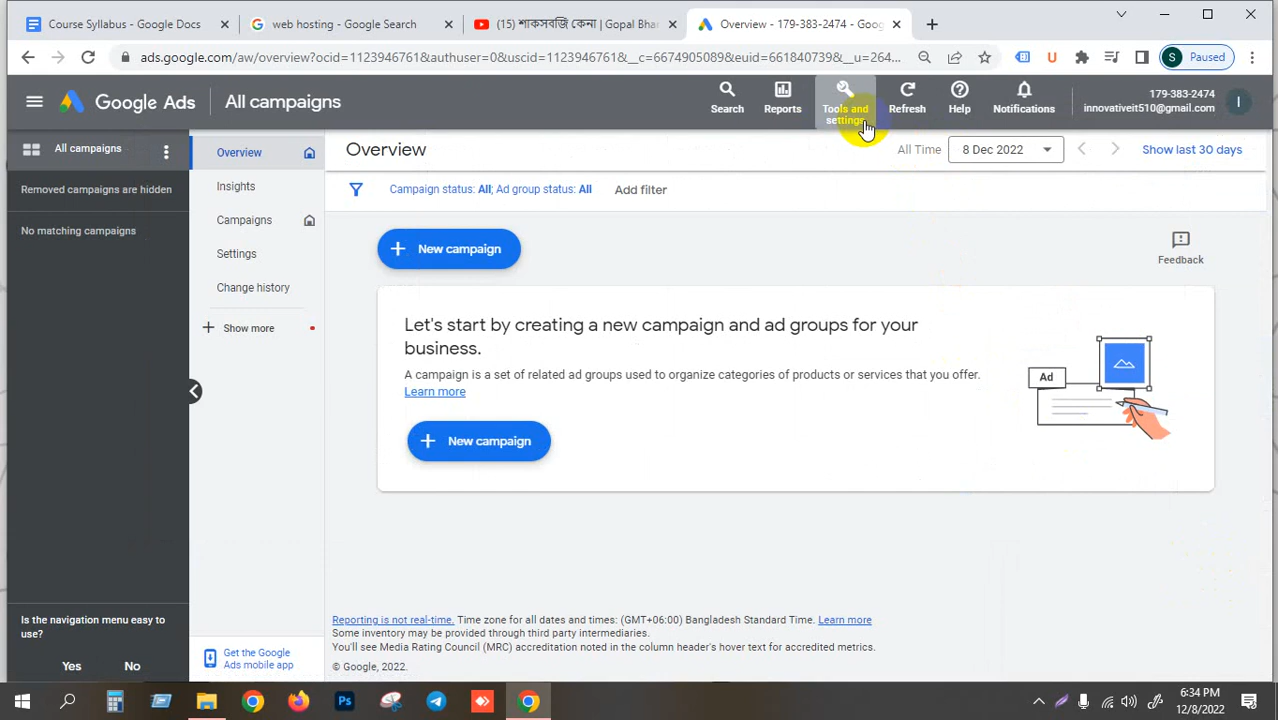 Course Syllabus - Google Docs
web hosting - Google Search
(15) শাকসবজি কেনা | Gopal Bhar
Overview - 179-383-2474 - Goog
ads.google.com/aw/overview?ocid=1123946761&authuser=0&uscid=1123946761&__c=6674905089&euid=661840739&__u=264...
S
Paused
Google Ads
All campaigns
Search
Reports
Tools and
settings
Refresh
Help
Notifications
179-383-2474
innovativeit510@gmail.com
I
All campaigns
Overview
Overview
All Time
8 Dec 2022
Show last 30 days
Removed campaigns are hidden
Insights
Campaign status: All; Ad group status: All
Add filter
No matching campaigns
Campaigns
New campaign
Settings
Feedback
Change history
Show more
Let's start by creating a new campaign and ad groups for your
business.
A campaign is a set of related ad groups used to organize categories of products or services that you offer.
Learn more
Ad
New campaign
Is the navigation menu easy to
use?
Yes
No
Get the Google
Ads mobile app
Reporting is not real-time. Time zone for all dates and times: (GMT+06:00) Bangladesh Standard Time. Learn more
Some inventory may be provided through third party intermediaries.
You'll see Media Rating Council (MRC) accreditation noted in the column header's hover text for accredited metrics.
© Google, 2022.
Ps
6:34 PM
12/8/2022